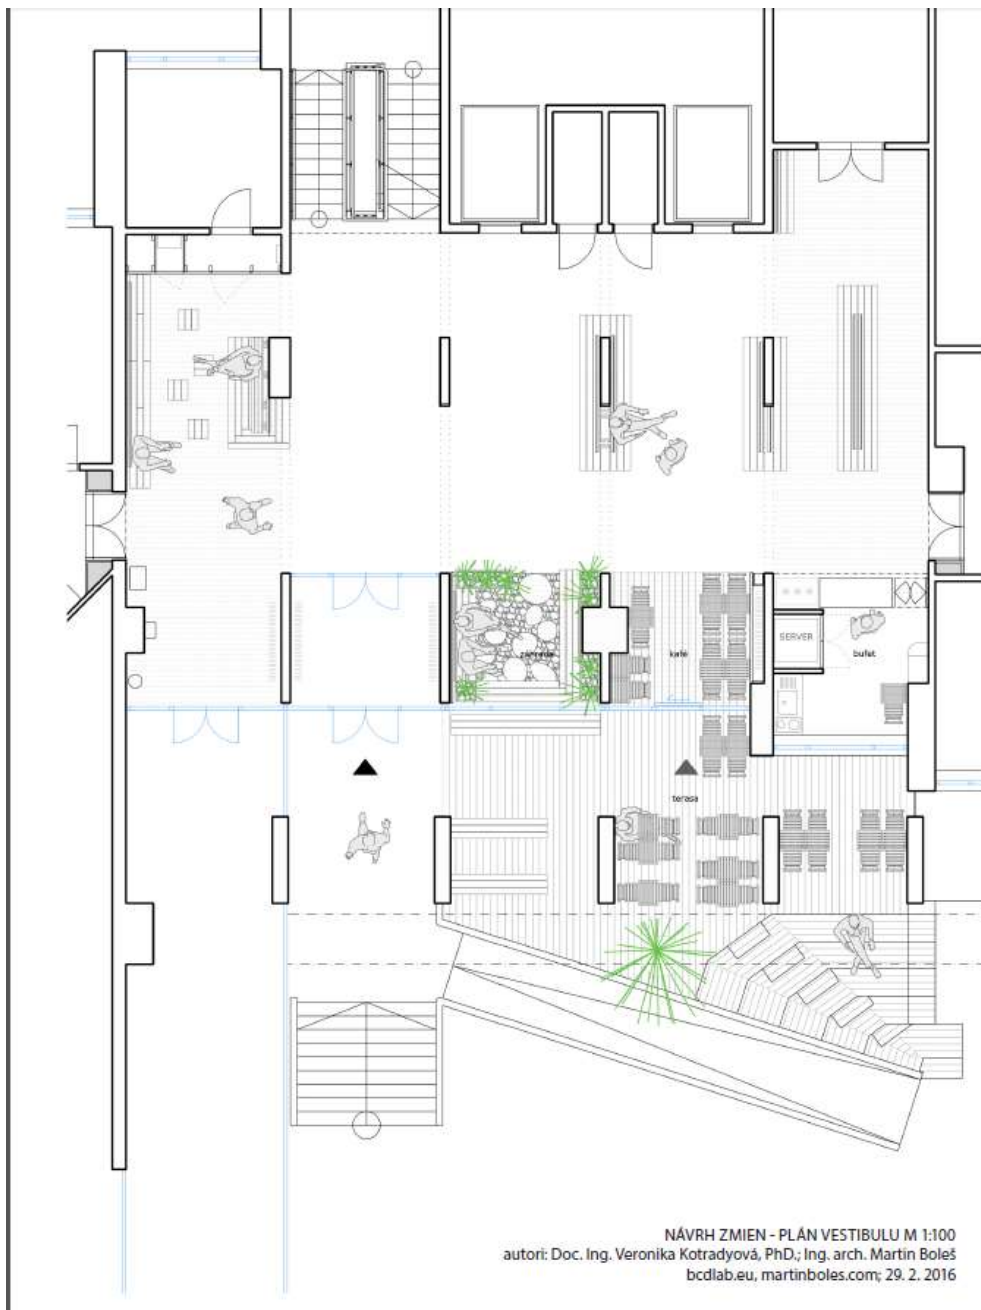 SERVER
bufet
záhrada
kafé
terasa
NÁVRH ZMIEN - PLÁN VESTIBULU M 1:100
autori: Doc. Ing. Veronika Kotradyová, PhD.; Ing. arch. Martin Boleš
bcdlab.eu, martinboles.com; 29. 2. 2016